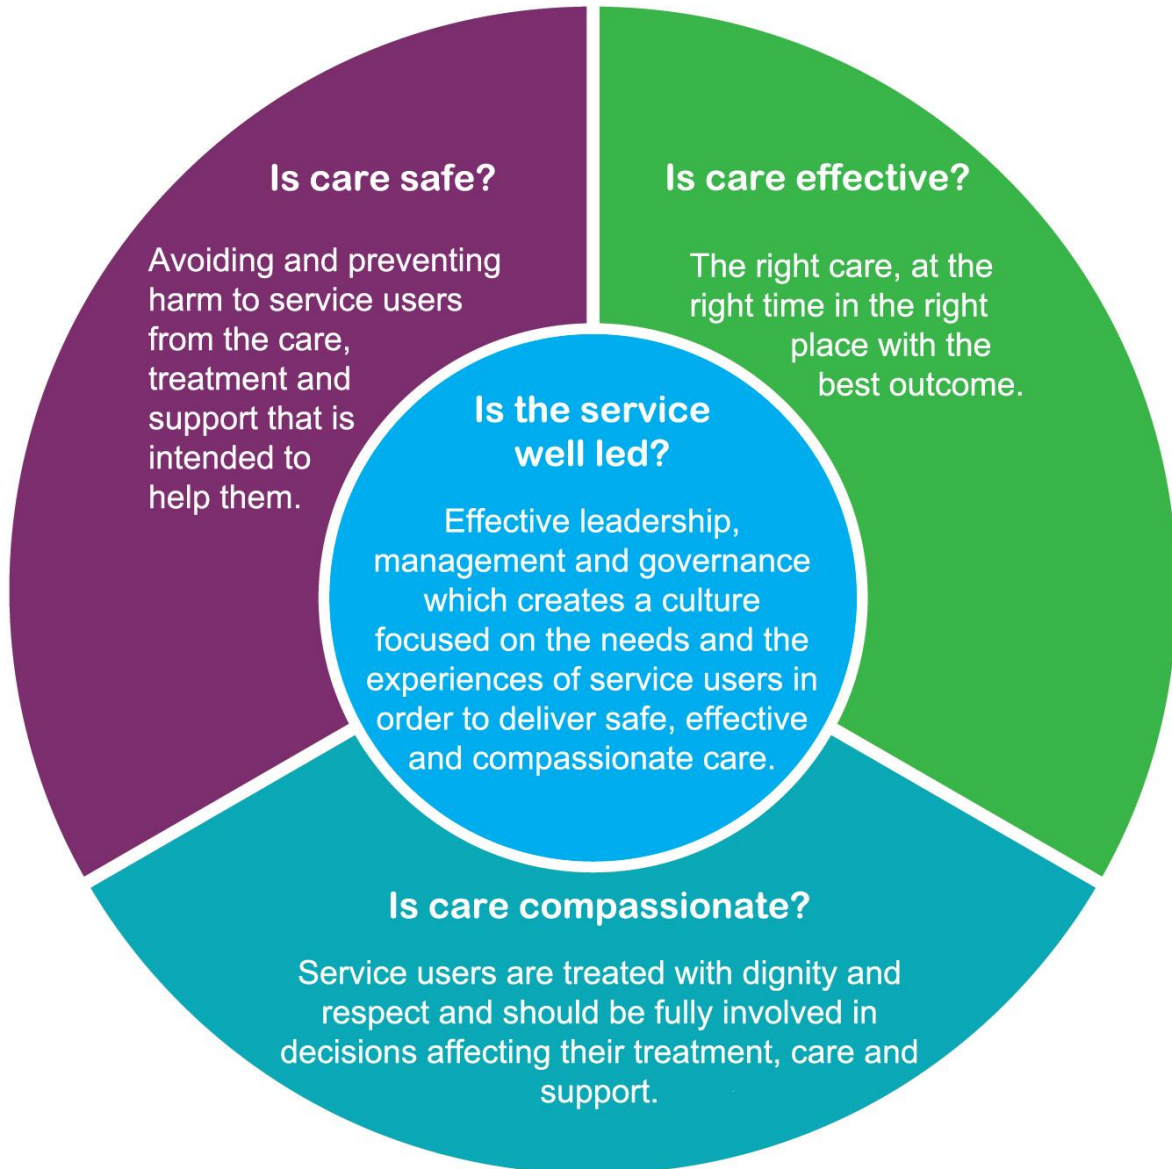 Is care safe?
Avoiding and preventing
harm to service users
from the care,
treatment and
support that is
intended to
help them.
Is care effective?
The right care, at the
right time in the right
place with the
best outcome.
Is the service
well led?
Effective leadership,
management and governance
which creates a culture
focused on the needs and the
experiences of service users in
order to deliver safe, effective
and compassionate care.
Is care compassionate?
Service users are treated with dignity and
respect and should be fully involved in
decisions affecting their treatment, care and
support.